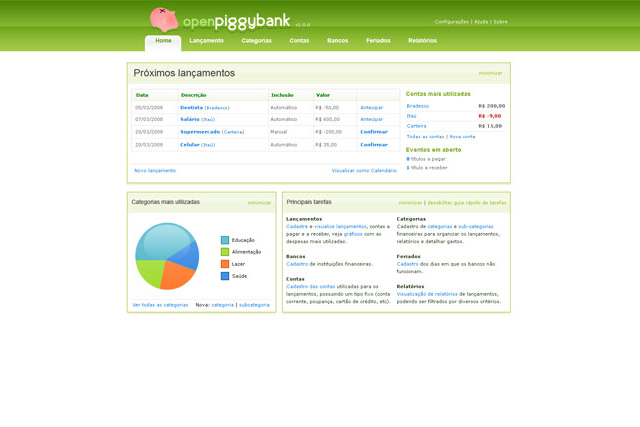 openpiggybank v1.0.0
Configurações | Ajuda | Sobre
Home Lançamento Categorias Contas Bancos Feriados Relatórios
Próximos lançamentos minimizar
Data Descrição Inclusão Valor
05/03/2008 Dentista (Bradesco) Automático R$ -50,00 Antecipar
07/03/2008 Salário (Itaú) Automático R$ 600,00 Antecipar
20/03/2008 Supermercado (Carteira) Manual R$ -200,00 Confirmar
20/03/2008 Celular (Itaú) Automático R$ 35,00 Confirmar
Novo lançamento Visualizar como Calendário
Contas mais utilizadas
Bradesco R$ 200,00
Itaú R$ -9,00
Carteira R$ 15,00
Todas as contas | Nova conta
Eventos em aberto
títulos a pagar
título a receber
Categorias mais utilizadas minimizar
Educação
Alimentação
Lazer
Saúde
Ver todas as categorias Nova: categoria | subcategoria
Principais tarefas minimizar | desabilitar guia rápido de tarefas
Lançamentos
Cadastre e visualize lançamentos, contas a
pagar e a receber, veja gráficos com as
despesas mais utilizadas.
Bancos
Cadastro de instituições financeiras.
Contas
Cadastro das contas utilizadas para os
lançamentos, possuindo um tipo fixo (conta
corrente, poupança, cartão de crédito, etc).
Categorias
Cadastro de categorias e sub-categorias
financeiras para organizar os lançamentos,
relatórios e detalhar gastos.
Feriados
Cadastro dos dias em que os bancos não
funcionam.
Relatórios
Visualização de relatórios de lançamentos,
podendo ser filtrados por diversos critérios.